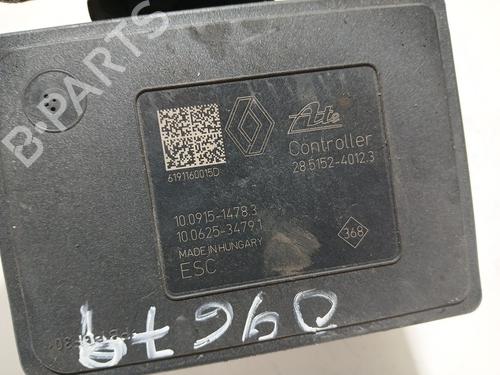 B-PARTS
Ate
Controller
28.5152-4012.3
6191160015D
10.0915-1478.3
10.0625-3479.1
MADE IN HUNGARY
ESC
368